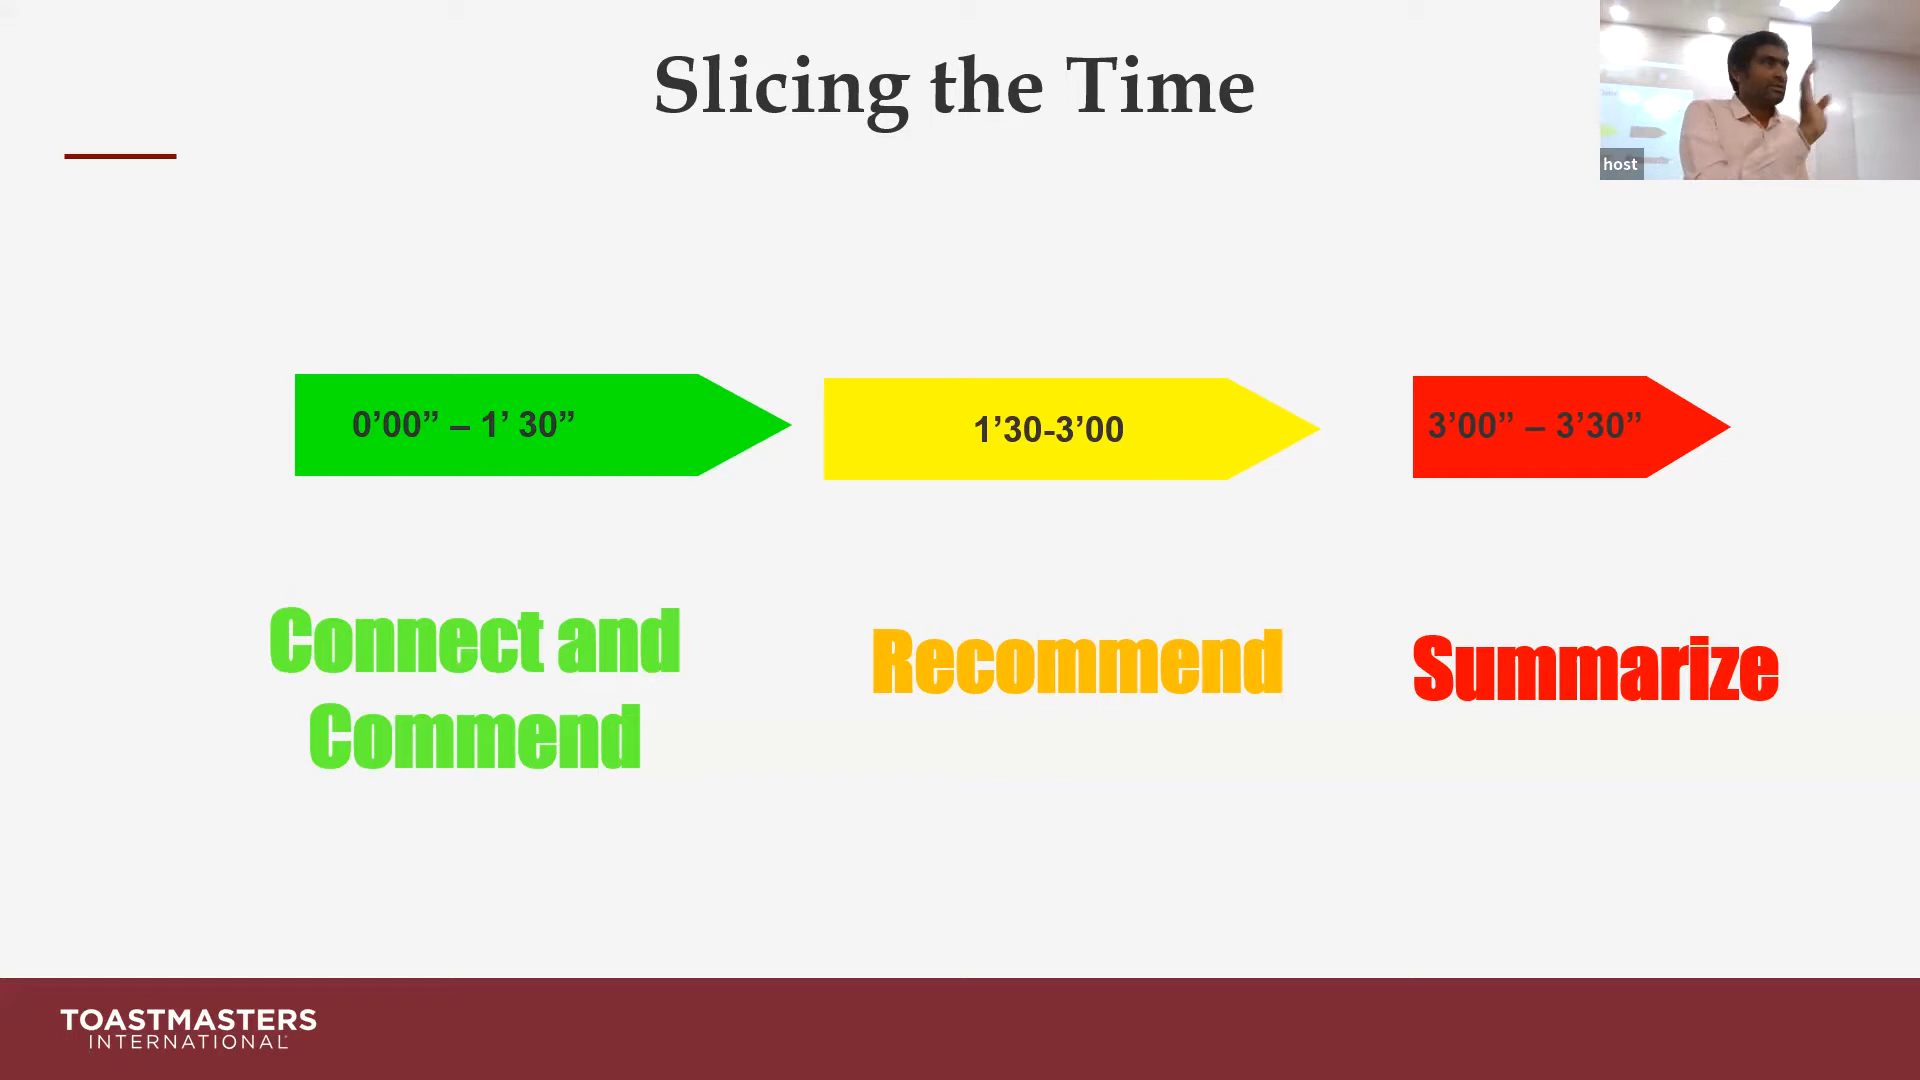 Slicing the Time
host
0’00” – 1’ 30”
1’30-3’00
3’00” – 3’30”
Connect and
Commend
Recommend
Summarize
TOASTMASTERS
INTERNATIONAL